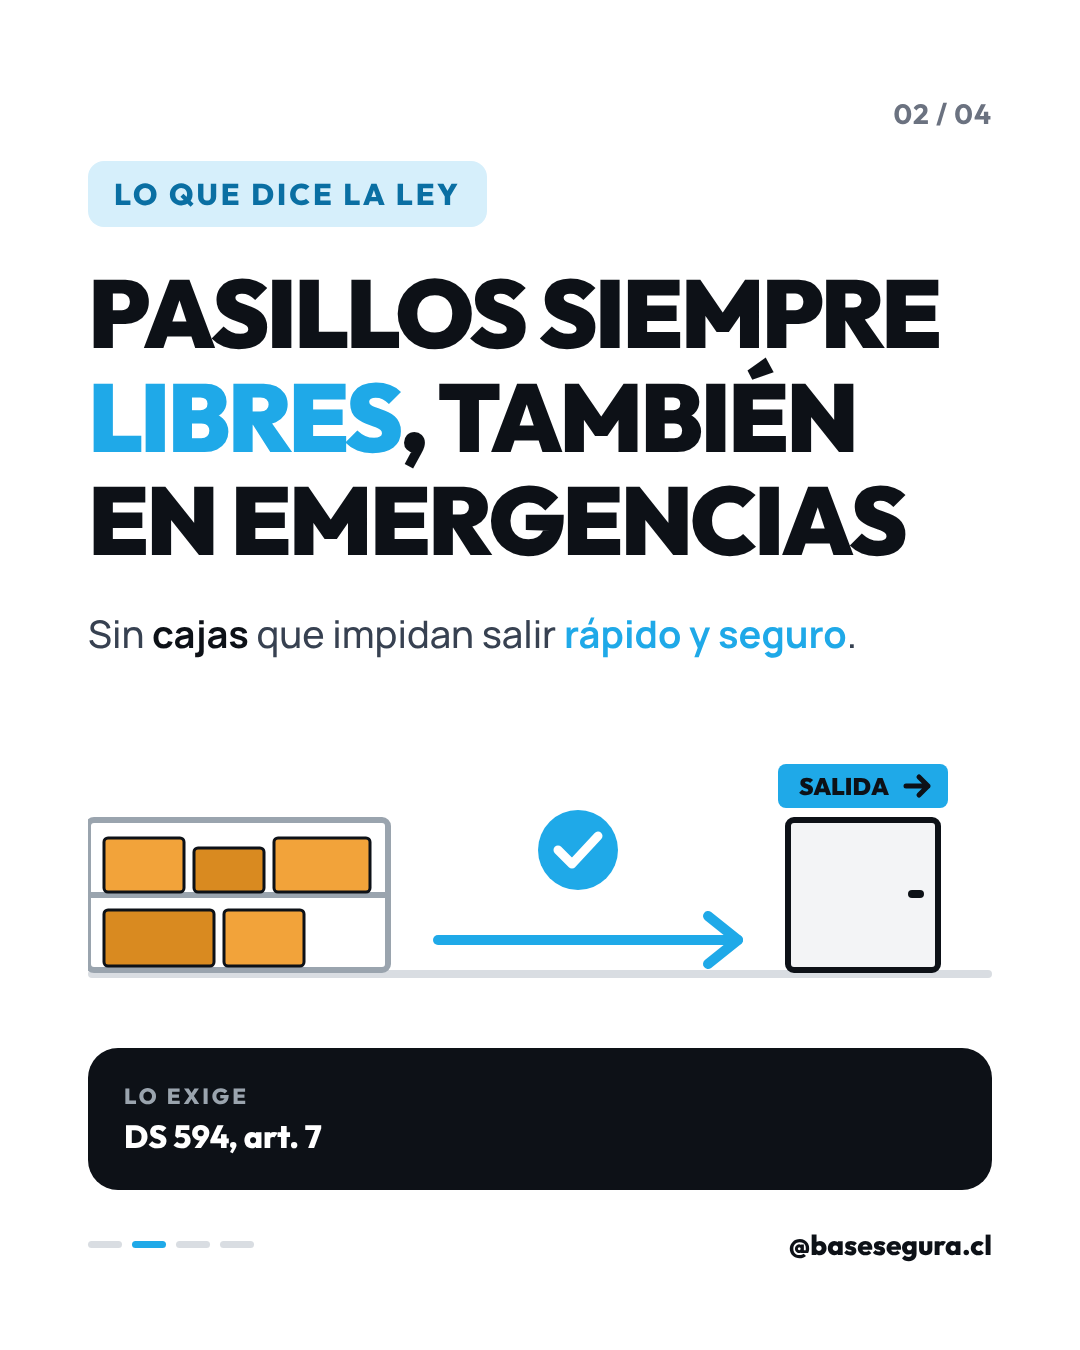 02 / 04
LO QUE DICE LA LEY
PASILLOS SIEMPRE
LIBRES, TAMBIÉN
EN EMERGENCIAS
Sin cajas que impidan salir rápido y seguro.
SALIDA →
LO EXIGE
DS 594, art. 7
@basesegura.cl